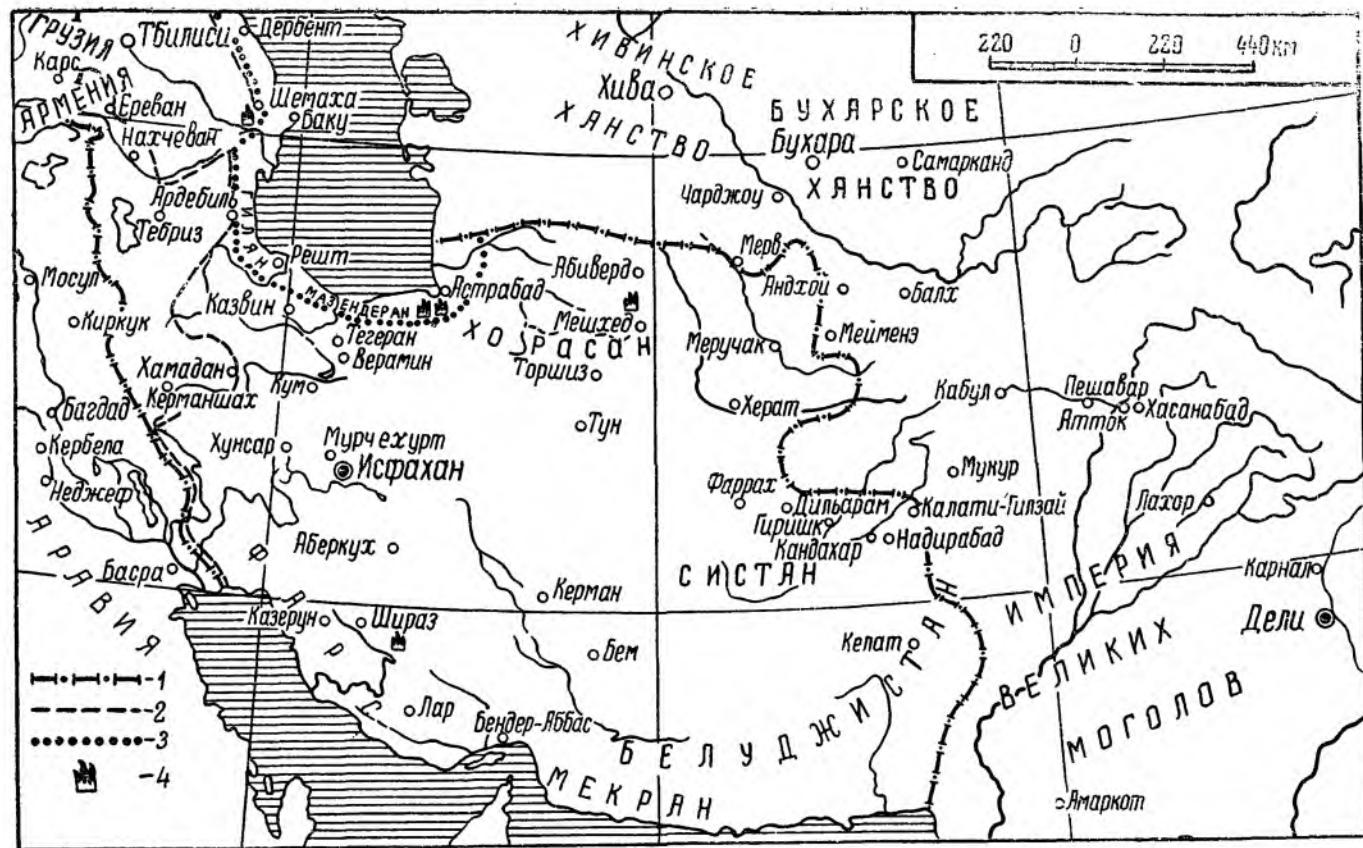 220 0 220 440 км
ГРУЗИЯ
Тбилиси
Дербент
Карс
АРМЕНИЯ
Ереван
Нахчеван
Шемаха
Баку
ХИВИНСКОЕ
ХАНСТВО
Хива
БУХАРСКОЕ
Бухара
ХАНСТВО
Самарканд
Чарджоу
Ардебиль
Тебриз
ГИЛЯН
Решт
Мерв
Абиверд
Андхой
Балх
Мосул
Казвин
МАЗЕНДЕРАН
Астрабад
Мешхед
ХОРАСАН
Мейменэ
Киркук
Тегеран
Верамин
Меручак
Торшиз
Хамадан
Кум
Керманшах
Кабул
Пешавар
Атток
Хасанабад
Багдад
Херат
Тун
Кербела
Хунсар
Мурчехурт
Исфахан
Мукур
Неджеф
Фаррах
Дильарам
Калати-Гилзай
Лахор
Гиришк
Кандахар
Надирабад
АРАВИЯ
Аберкух
Басра
ФАРС
СИСТАН
Карнал
Керман
ИМПЕРИЯ
Казерун
Шираз
Дели
Келат
Бем
ВЕЛИКИХ
МОГОЛОВ
Лар
Бендер-Аббас
БЕЛУДЖИСТАН
МЕКРАН
Амаркот
-1
-2
-3
-4